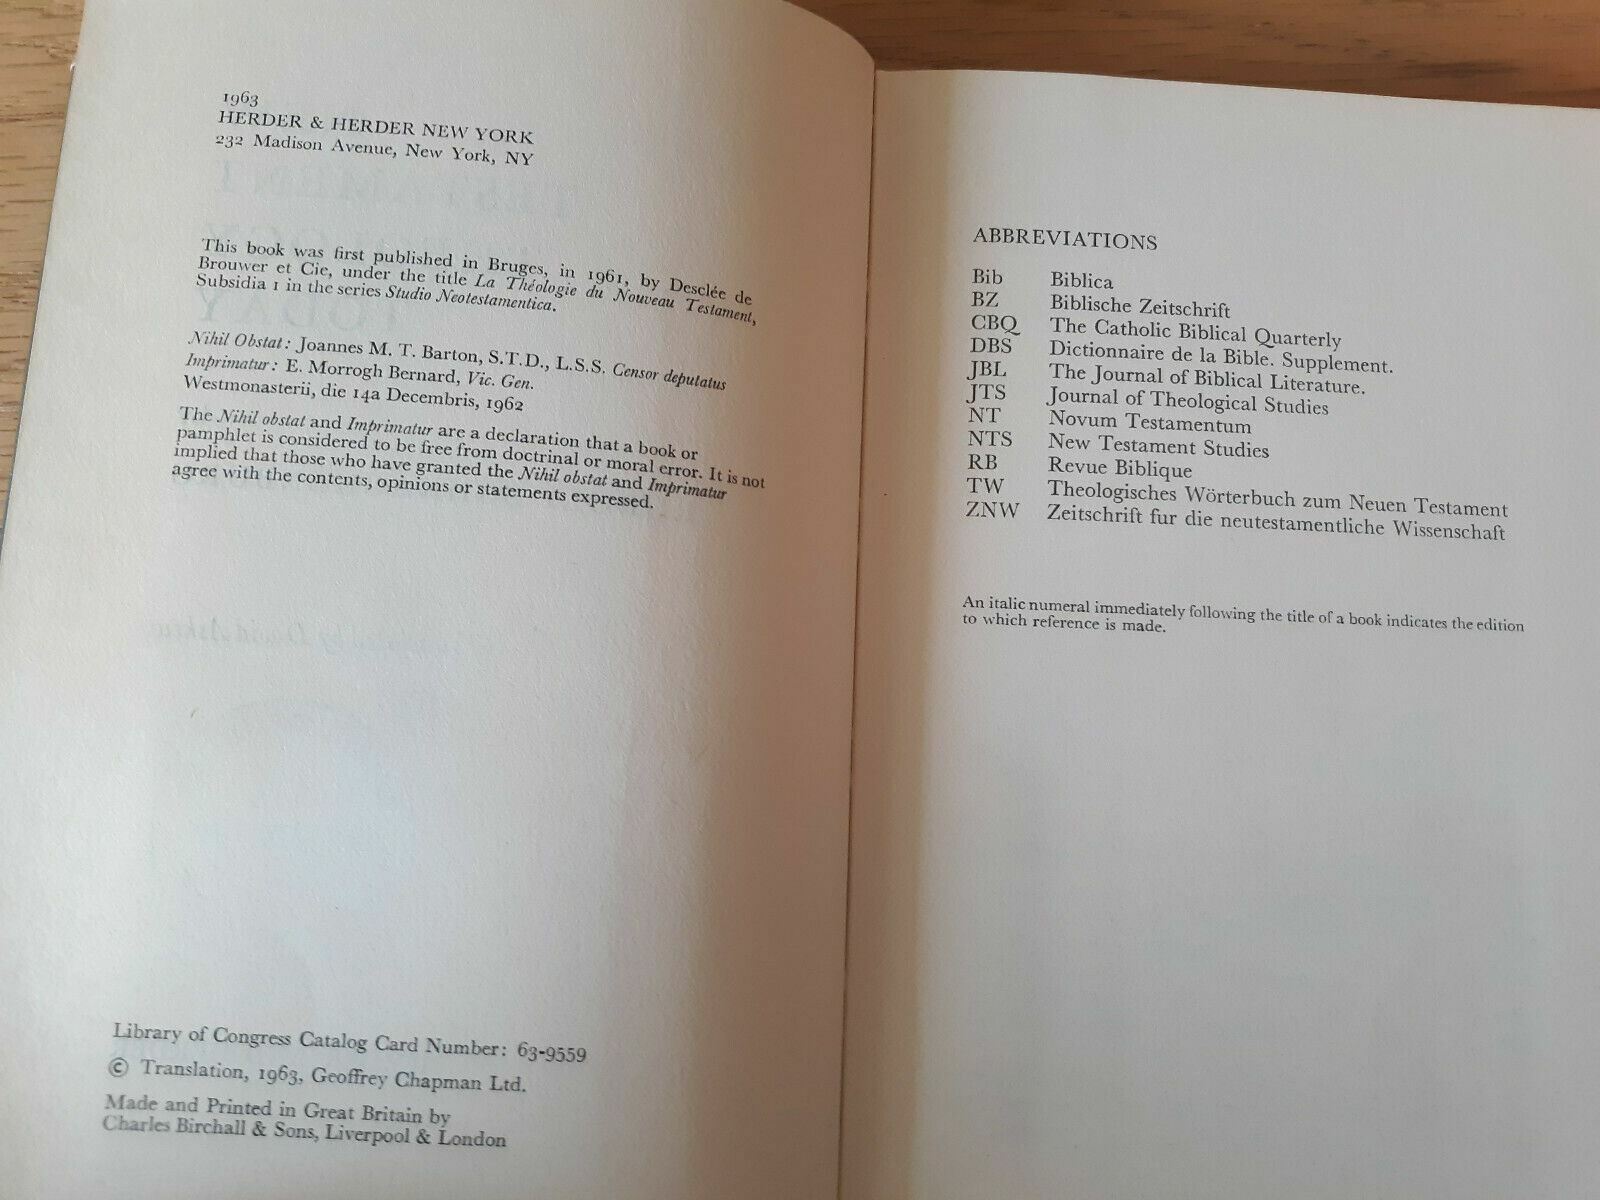 1963
HERDER & HERDER NEW YORK
232 Madison Avenue, New York, NY
This book was first published in Bruges, in 1961, by Desclée de
Brouwer et Cie, under the title La Théologie du Nouveau Testament,
Subsidia 1 in the series Studio Neotestamentica.
Nihil Obstat: Joannes M. T. Barton, S.T.D., L.S.S. Censor deputatus
Imprimatur: E. Morrogh Bernard, Vic. Gen.
Westmonasterii, die 14a Decembris, 1962
The Nihil obstat and Imprimatur are a declaration that a book or
pamphlet is considered to be free from doctrinal or moral error. It is not
implied that those who have granted the Nihil obstat and Imprimatur
agree with the contents, opinions or statements expressed.
Library of Congress Catalog Card Number: 63-9559
© Translation, 1963, Geoffrey Chapman Ltd.
Made and Printed in Great Britain by
Charles Birchall & Sons, Liverpool & London
ABBREVIATIONS
Bib Biblica
BZ Biblische Zeitschrift
CBQ The Catholic Biblical Quarterly
DBS Dictionnaire de la Bible. Supplement.
JBL The Journal of Biblical Literature.
JTS Journal of Theological Studies
NT Novum Testamentum
NTS New Testament Studies
RB Revue Biblique
TW Theologisches Wörterbuch zum Neuen Testament
ZNW Zeitschrift fur die neutestamentliche Wissenschaft
An italic numeral immediately following the title of a book indicates the edition
to which reference is made.